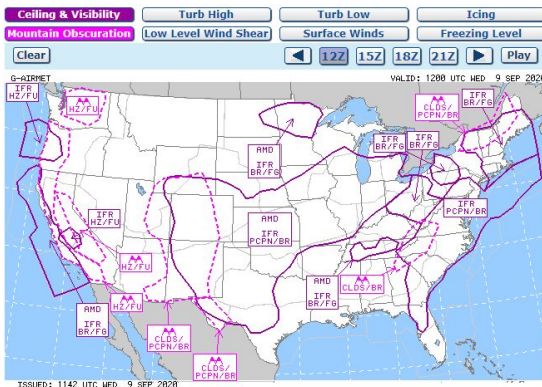 Ceiling & Visibility
Turb High
Turb Low
Icing
Mountain Obscuration
Low Level Wind Shear
Surface Winds
Freezing Level
Clear
12Z
15Z
18Z
21Z
Play
G-AIRMET
VALID: 1200 UTC WED 9 SEP 2020
IFR
HZ/FU
HZ/FU
CLDS/
PCPN/BR
IFR
BR/FG
AMD
IFR
BR/FG
IFR
BR/FG
IFR
BR/FG
IFR
HZ/FU
AMD
IFR
PCPN/BR
IFR
PCPN/BR
HZ/FU
HZ/FU
AMD
IFR
BR/FG
CLDS/BR
AMD
IFR
BR/FG
CLDS/
PCPN/BR
CLDS/
PCPN/BR
ISSUED: 1142 UTC WED 9 SEP 2020